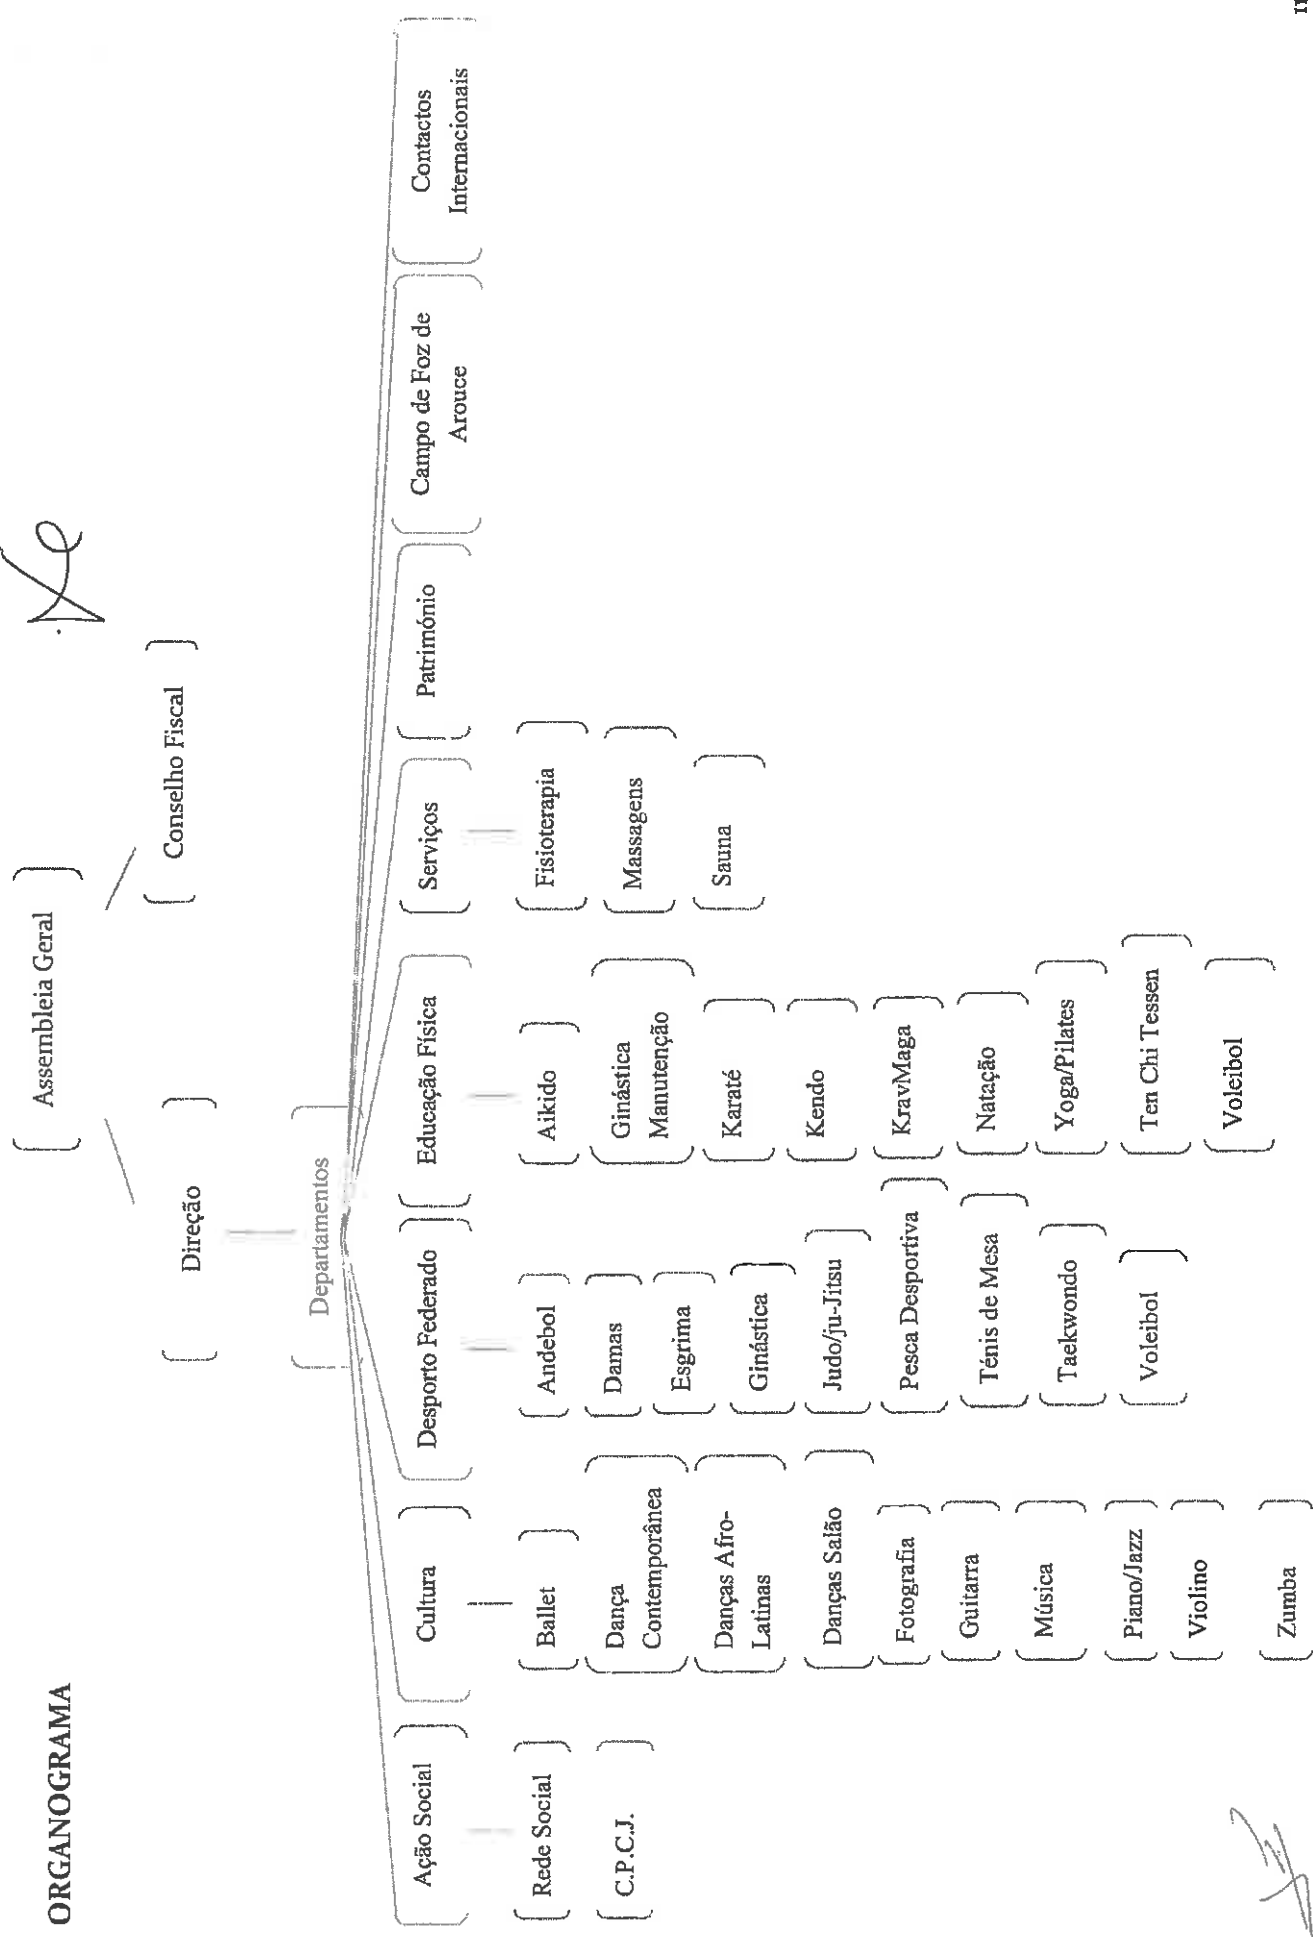 ORGANOGRAMA
Assembleia Geral
Direção
Conselho Fiscal
Departamentos
Ação Social
Rede Social
C.P.C.J.
Cultura
Ballet
Dança
Contemporânea
Danças Afro-
Latinas
Danças Salão
Fotografia
Guitarra
Música
Piano/Jazz
Violino
Zumba
Desporto Federado
Andebol
Damas
Esgrima
Ginástica
Judo/ju-Jitsu
Pesca Desportiva
Ténis de Mesa
Taekwondo
Voleibol
Educação Física
Aikido
Ginástica
Manutenção
Karaté
Kendo
KravMaga
Natação
Yoga/Pilates
Ten Chi Tessen
Voleibol
Serviços
Fisioterapia
Massagens
Sauna
Património
Campo de Foz de
Arouce
Contactos
Internacionais